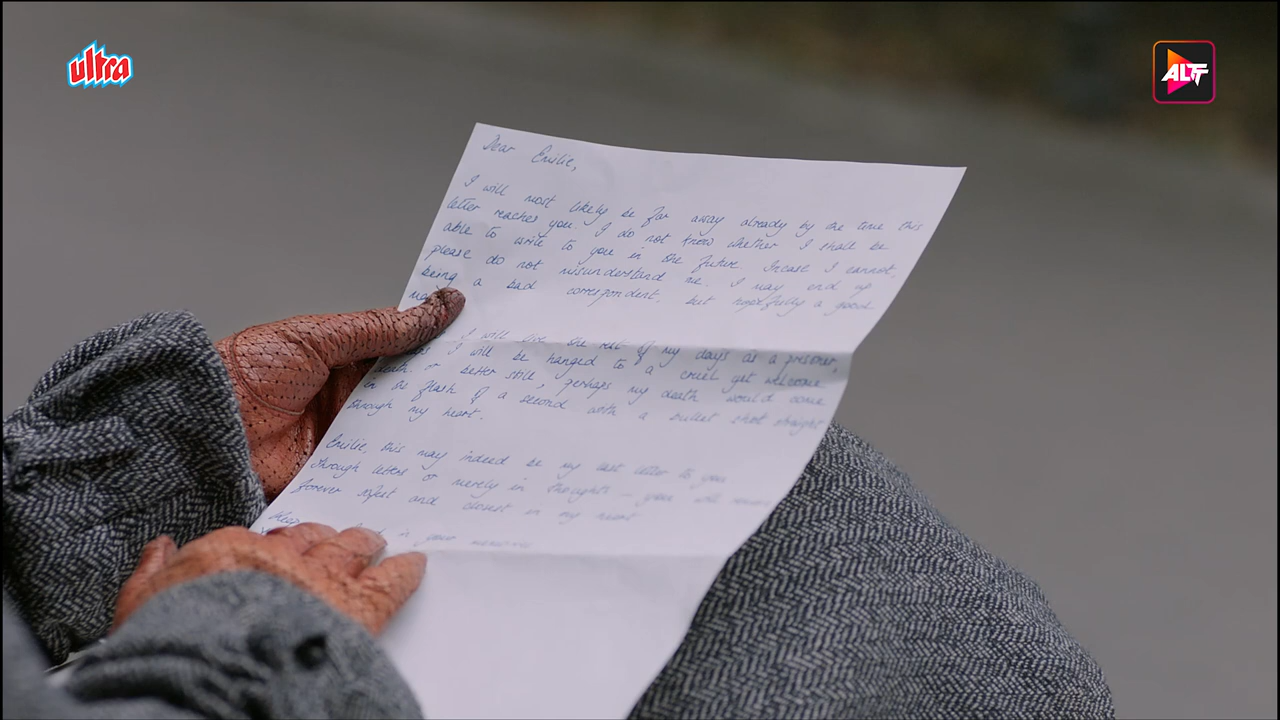 ultra
ALTT
Dear Emilie,
I will most likely be far away already by the time this
letter reaches you. I do not know whether I shall be
able to write to you in the future. Incase I cannot,
please do not misunderstand me. I may end up
being a bad correspondent, but hopefully a good
I will live the rest of my days as a prisoner,
I will be hanged to a cruel yet welcome
death or better still, perhaps my death would come
in the flash of a second with a bullet shot straight
through my heart.
Emilie, this may indeed be my last letter to you
through letters or merely in thoughts - you will
forever and closest in my heart
in your memories